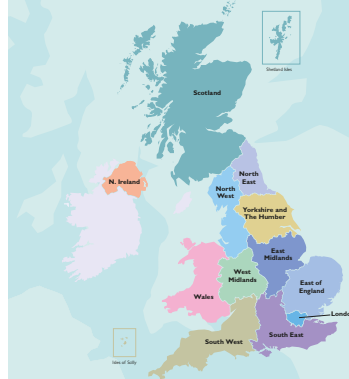 Shetland Isles
Scotland
N. Ireland
North
East
North
West
Yorkshire and
The Humber
East
Midlands
West
Midlands
East of
England
Wales
Lond
South West
South East
Isles of Scilly